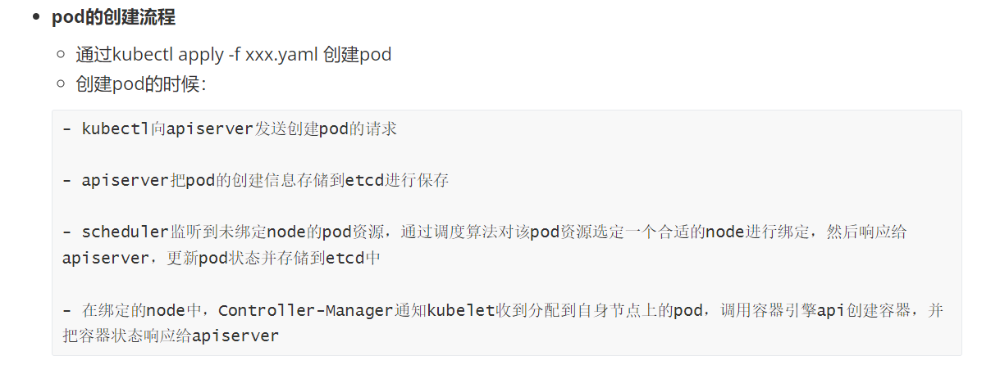 pod的创建流程
通过kubectl apply -f xxx.yaml 创建pod
创建pod的时候：
- kubectl向apiserver发送创建pod的请求
- apiserver把pod的创建信息存储到etcd进行保存
- scheduler监听到未绑定node的pod资源，通过调度算法对该pod资源选定一个合适的node进行绑定，然后响应给
apiserver，更新pod状态并存储到etcd中
- 在绑定的node中，Controller-Manager通知kubelet收到分配到自身节点上的pod，调用容器引擎api创建容器，并
把容器状态响应给apiserver